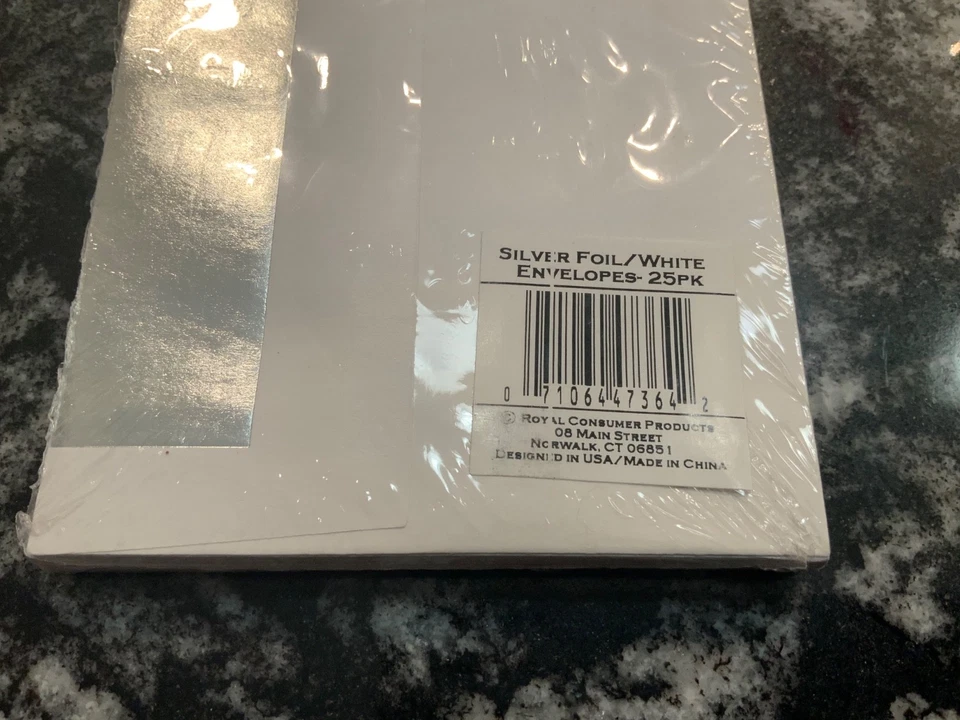 SILVER FOIL/WHITE
ENVELOPES- 25PK
0 71064 47364 2
© ROYAL CONSUMER PRODUCTS
08 MAIN STREET
NORWALK, CT 06851
DESIGNED IN USA/MADE IN CHINA